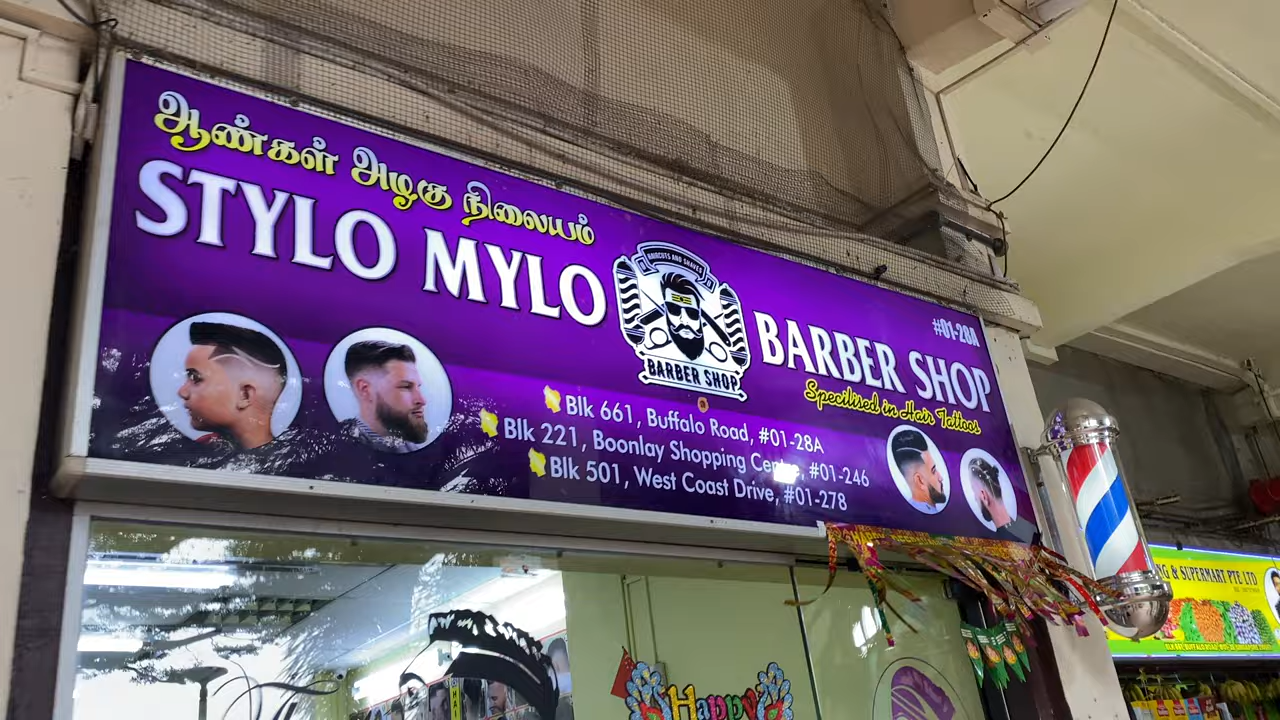 ஆண்கள் அழகு நிலையம்
STYLO MYLO
HAIRCUTS AND SHAVES
BARBER SHOP
#01-28A
BARBER SHOP
Specilised in Hair Tattoos
Blk 661, Buffalo Road, #01-28A
Blk 221, Boonlay Shopping Centre, #01-246
Blk 501, West Coast Drive, #01-278
& SUPERMART PTE LTD
Happy